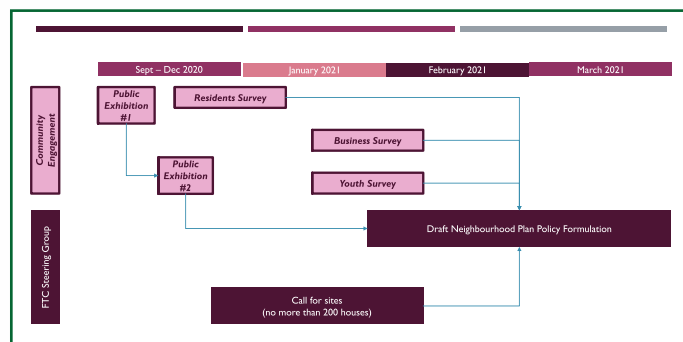 Sept – Dec 2020
January 2021
February 2021
March 2021
Community
Engagement
Public
Exhibition
#1
Residents Survey
Business Survey
Public
Exhibition
#2
Youth Survey
FTC Steering Group
Draft Neighbourhood Plan Policy Formulation
Call for sites
(no more than 200 houses)